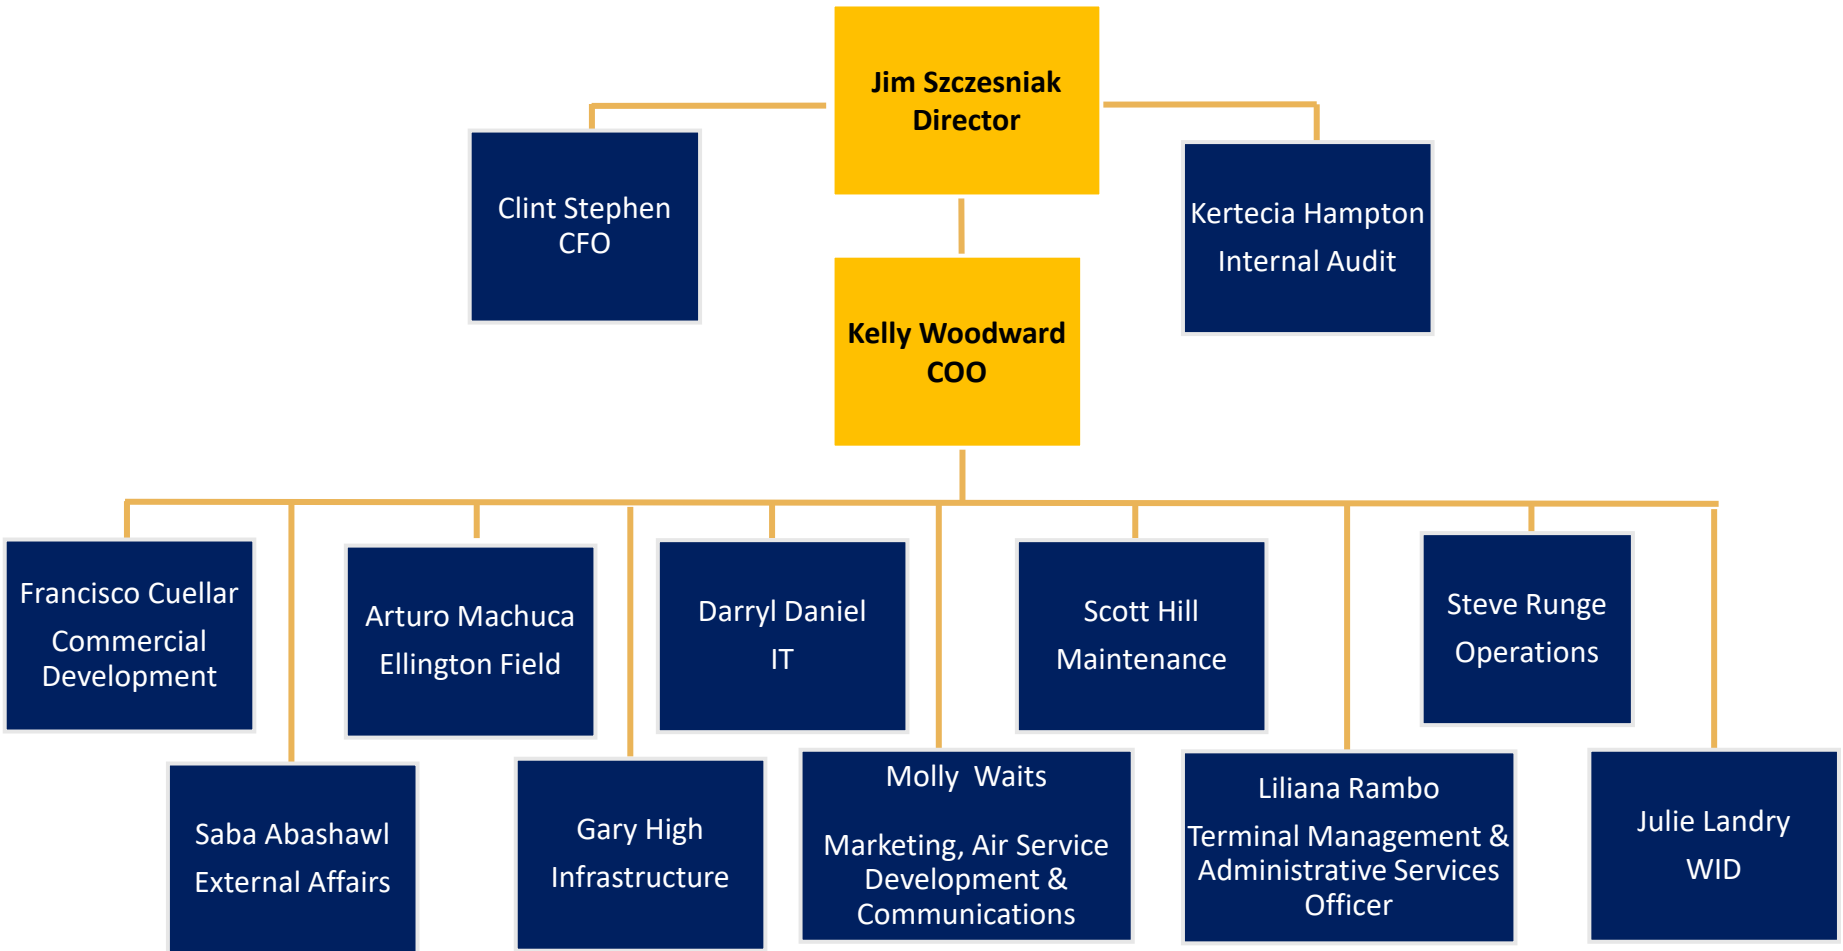 Jim Szczesniak
Director
Clint Stephen
CFO
Kertecia Hampton
Internal Audit
Kelly Woodward
COO
Francisco Cuellar
Commercial
Development
Arturo Machuca
Ellington Field
Darryl Daniel
IT
Scott Hill
Maintenance
Steve Runge
Operations
Saba Abashawl
External Affairs
Gary High
Infrastructure
Molly Waits
Marketing, Air Service
Development &
Communications
Liliana Rambo
Terminal Management &
Administrative Services
Officer
Julie Landry
WID